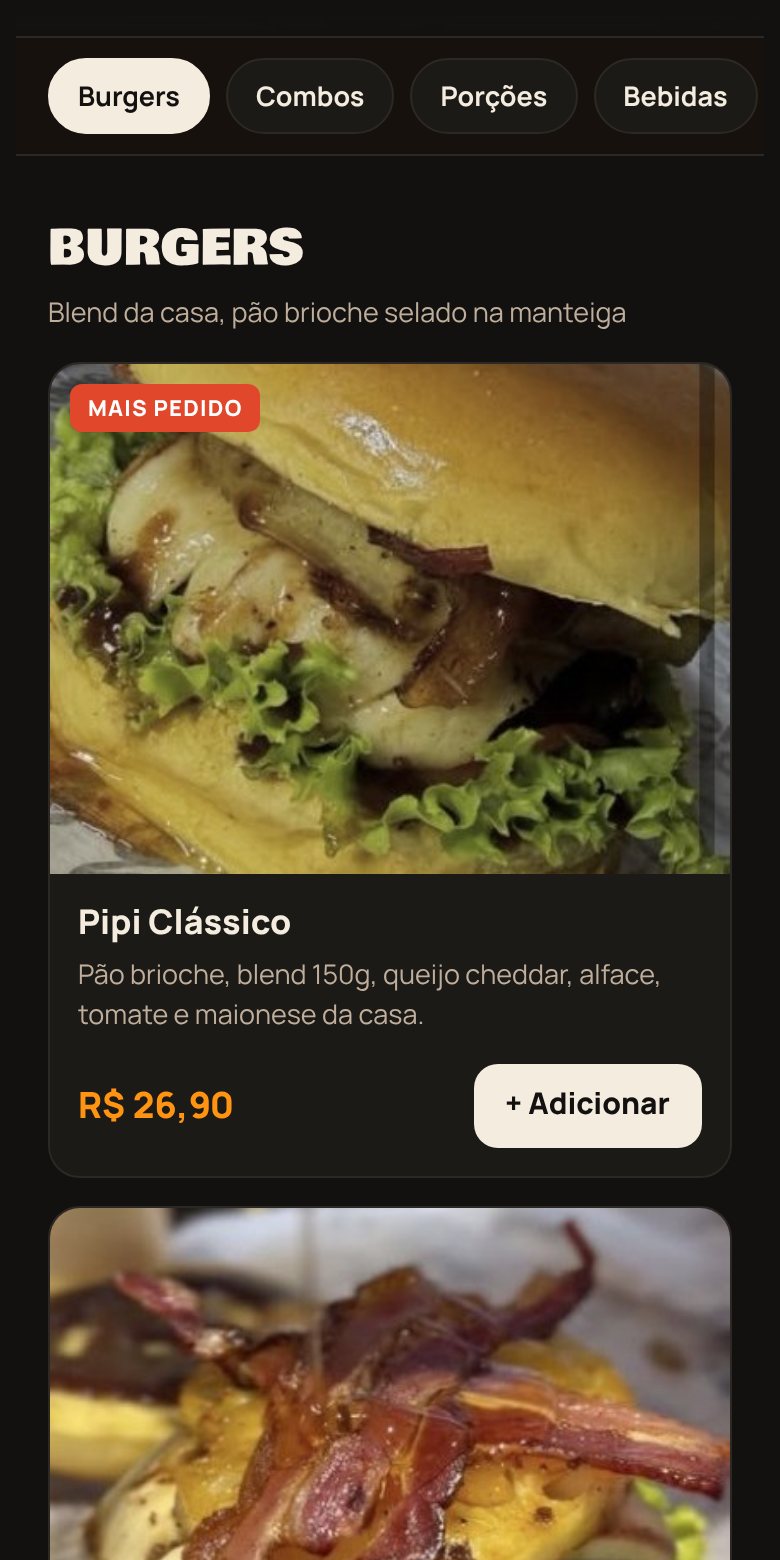 Burgers
Combos
Porções
Bebidas
BURGERS
Blend da casa, pão brioche selado na manteiga
MAIS PEDIDO
Pipi Clássico
Pão brioche, blend 150g, queijo cheddar, alface,
tomate e maionese da casa.
R$ 26,90
+ Adicionar